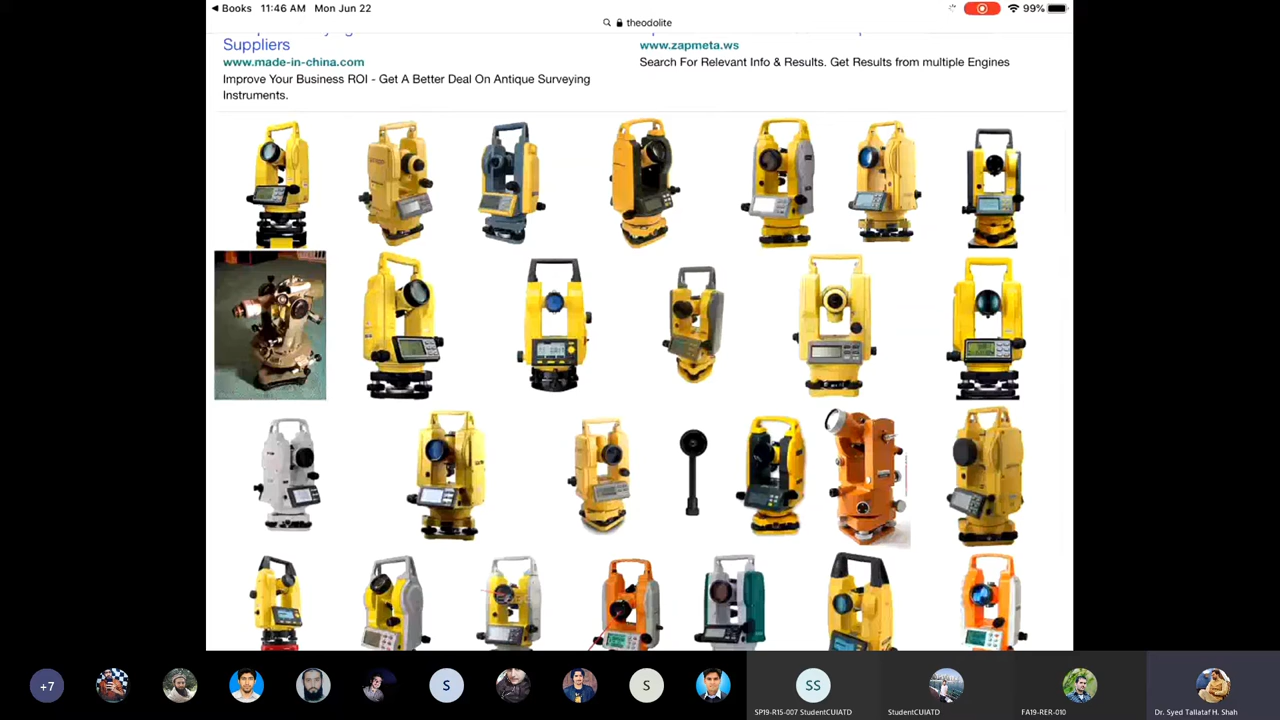 Books 11:46 AM Mon Jun 22 99%
theodolite
Suppliers
www.made-in-china.com
Improve Your Business ROI - Get A Better Deal On Antique Surveying
Instruments.
www.zapmeta.ws
Search For Relevant Info & Results. Get Results from multiple Engines
+7
S
S
SS
SP19-R1S-007 StudentCUIATD
StudentCUIATD
FA19-RER-010
Dr. Syed Tallataf H. Shah